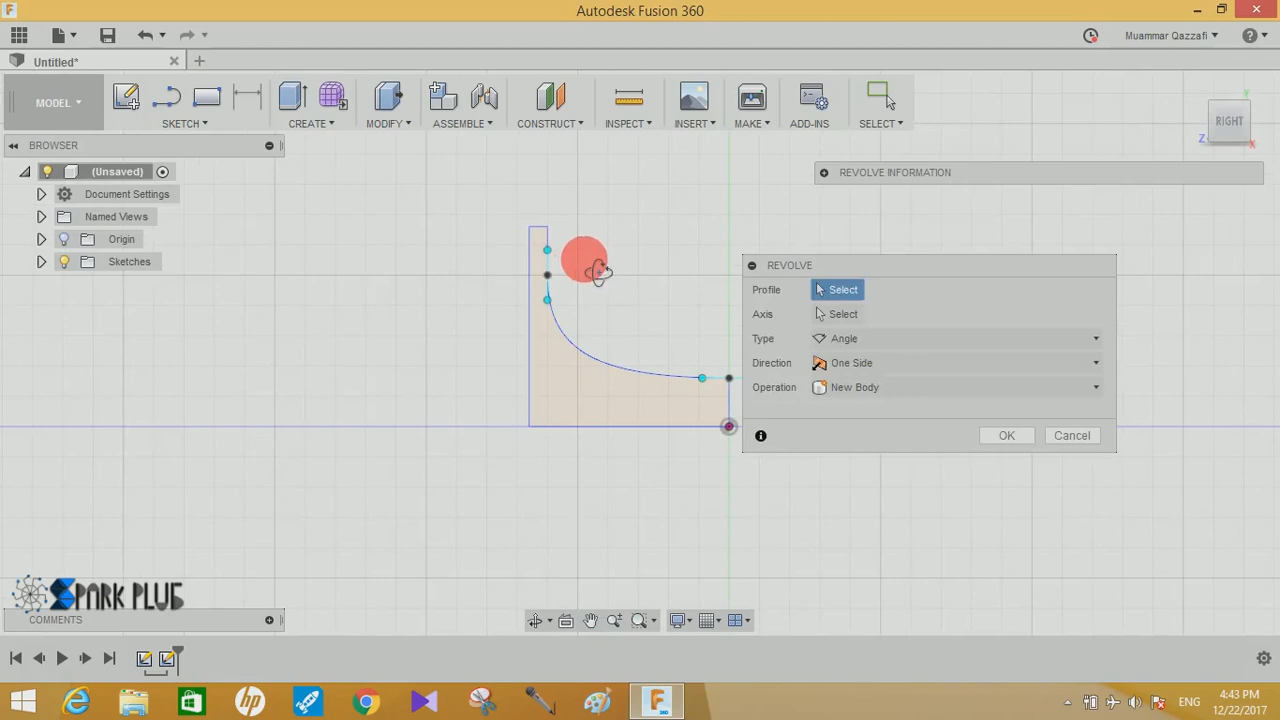 Autodesk Fusion 360
Muammar Qazzafi
Untitled*
MODEL
SKETCH
CREATE
MODIFY
ASSEMBLE
CONSTRUCT
INSPECT
INSERT
MAKE
ADD-INS
SELECT
RIGHT
Y
Z
X
BROWSER
(Unsaved)
Document Settings
Named Views
Origin
Sketches
REVOLVE INFORMATION
REVOLVE
Profile Select
Axis Select
Type Angle
Direction One Side
Operation New Body
OK Cancel
SPARK PLUG
COMMENTS
ENG
4:43 PM
12/22/2017